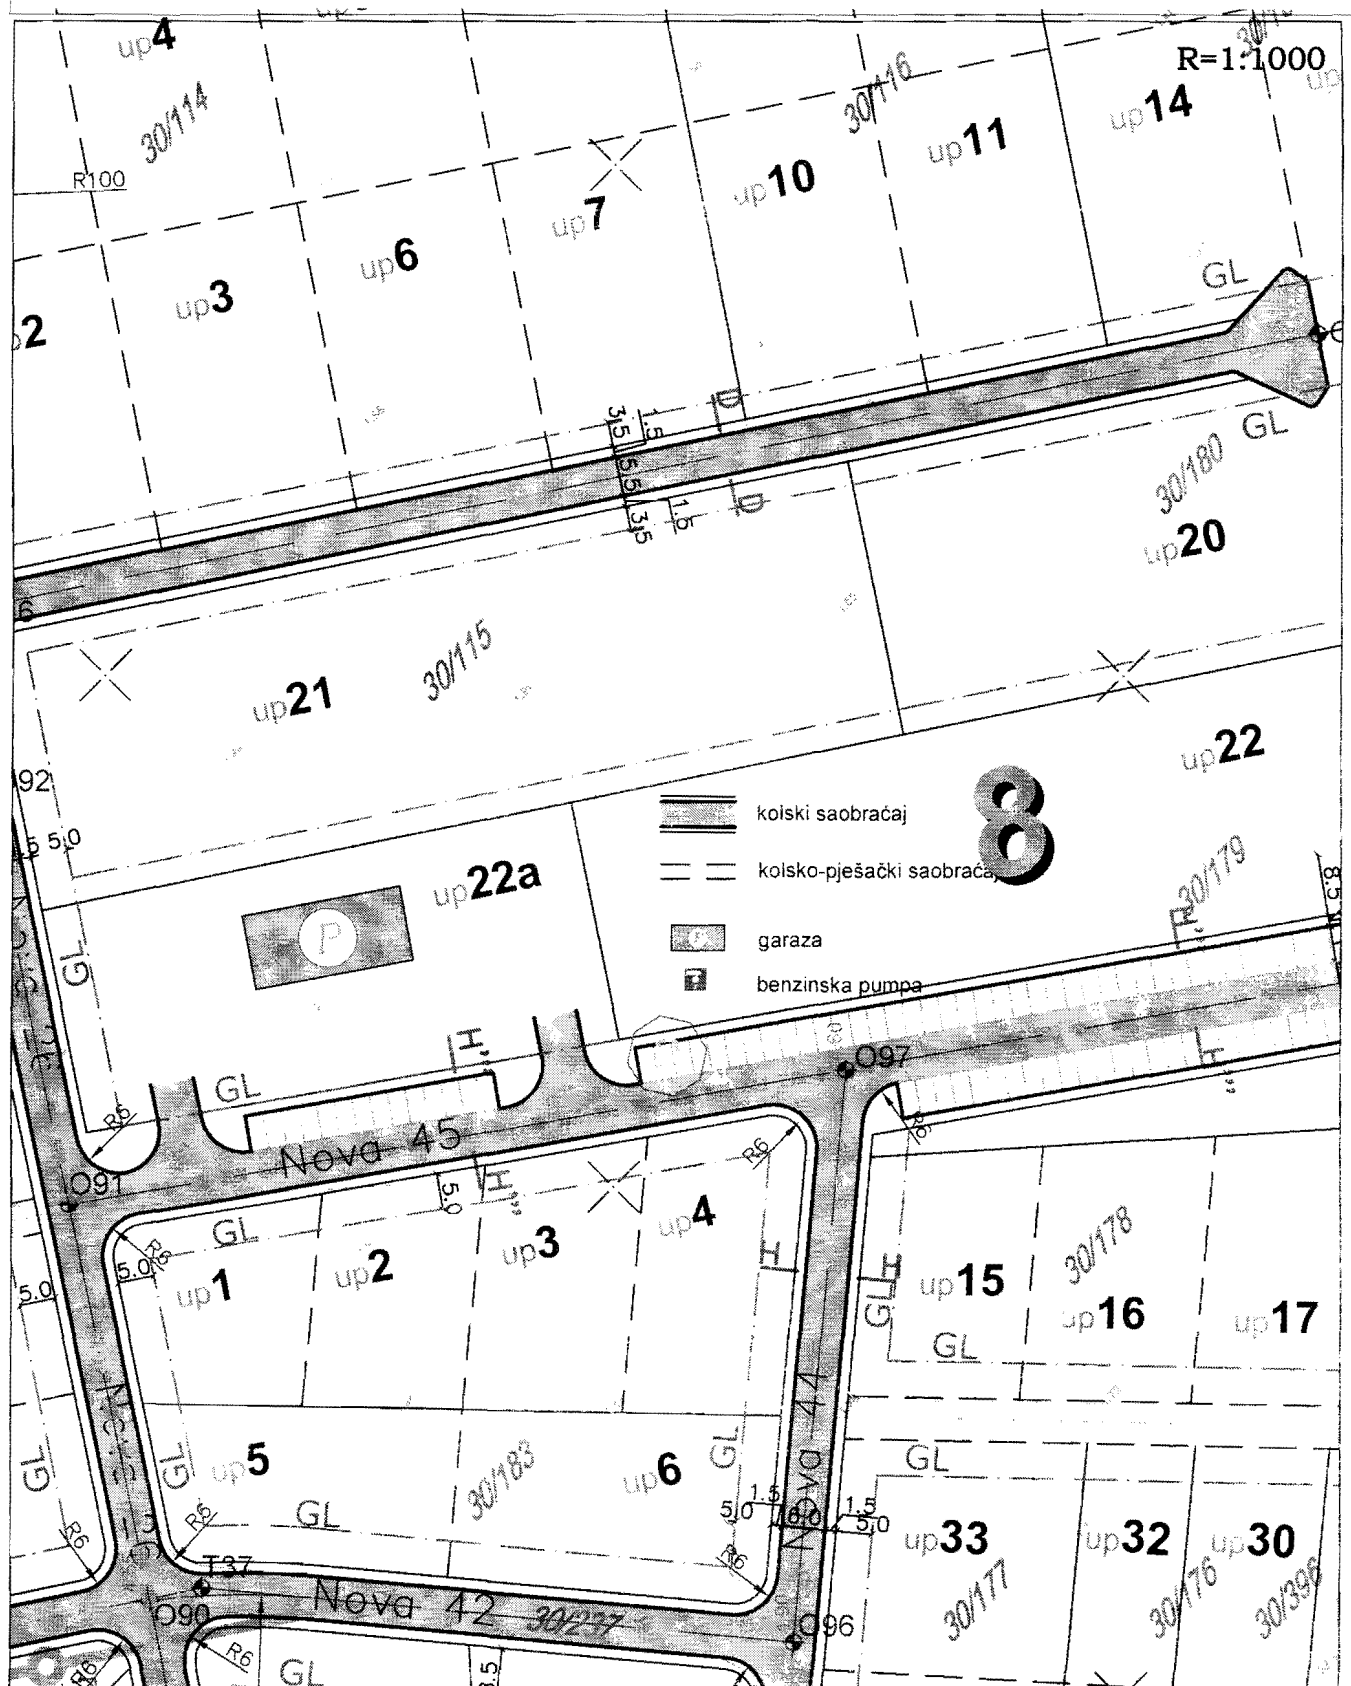 R=1:1000
up4
30/114
R100
30/116
up14
up11
up10
up7
up6
up3
2
GL
D
3,5
1.5
5.5
3,5
1.5
D
GL
30/180
up20
6
30/115
up21
up22
92
5.0
kolski saobraćaj
8
kolsko-pješački saobraćaj
30/179
8.5
up22a
P
GL
garaza
benzinska pumpa
H'''
H'''
GL
R6
O97
R6
Nova 45
O91
H'''
5.0
R6
GL
R6
5.0
5.0
up1
up2
up3
up4
H
H
GL
up15
30/178
up16
up17
GL
Nova 44
GL
GL
up5
30/183
up6
GL
GL
1.5
5.0
6.0
1.5
5.0
up33
up32
up30
30/177
30/176
30/396
GL
R6
R6
R6
T37
O90
Nova 42
30/237
O96
R6
GL
R6